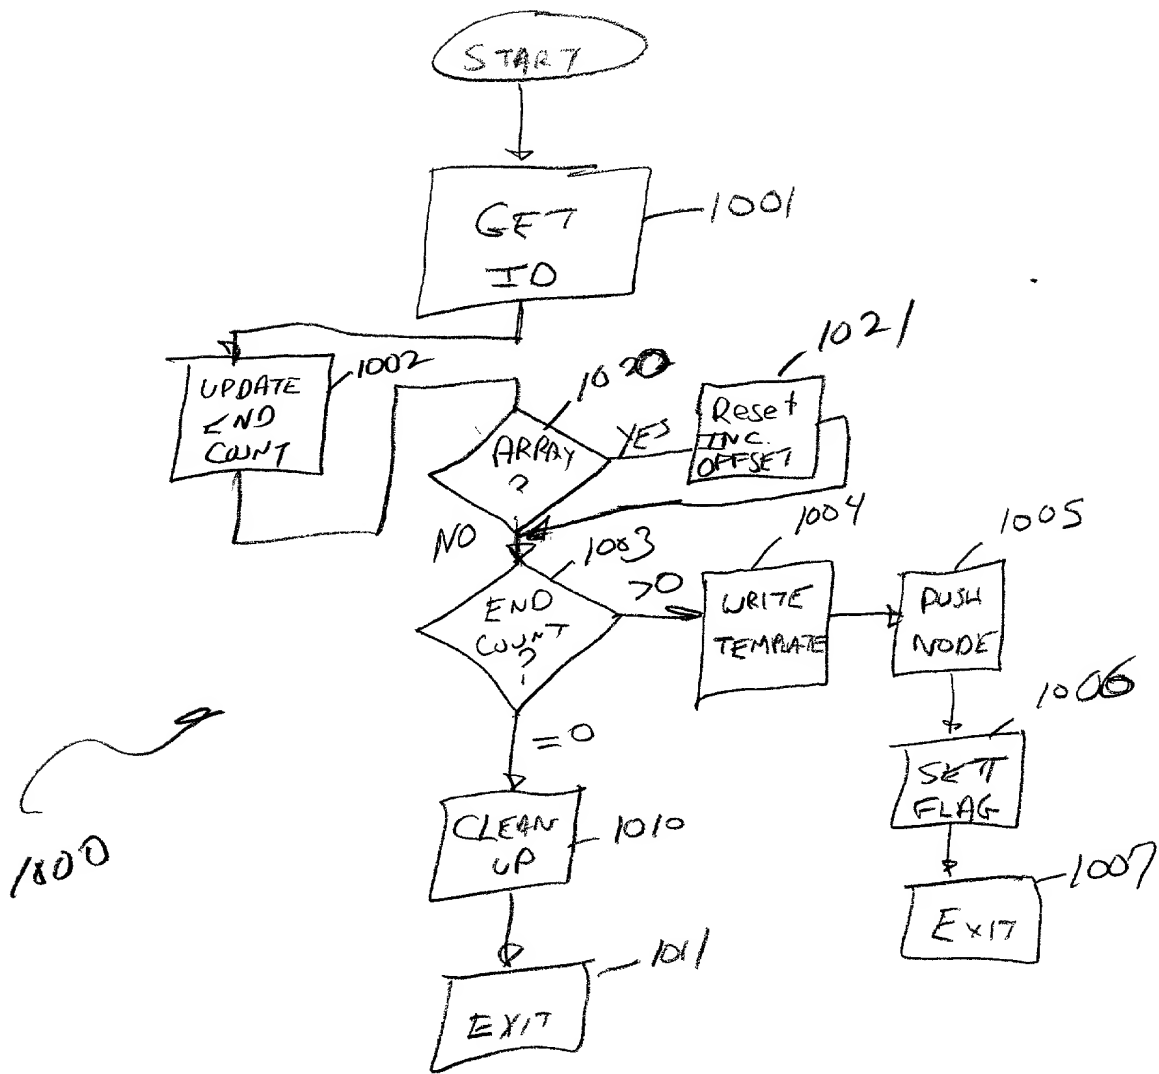 START
GET
ID
1001
UPDATE
END
COUNT
1002
1020
ARRAY
?
YES
1021
Reset
INC.
OFFSET
NO
1003
END
COUNT
?
>0
1004
WRITE
TEMPLATE
1005
PUSH
NODE
1006
SET
FLAG
1007
EXIT
=0
CLEAN
UP
1010
1011
EXIT
1000